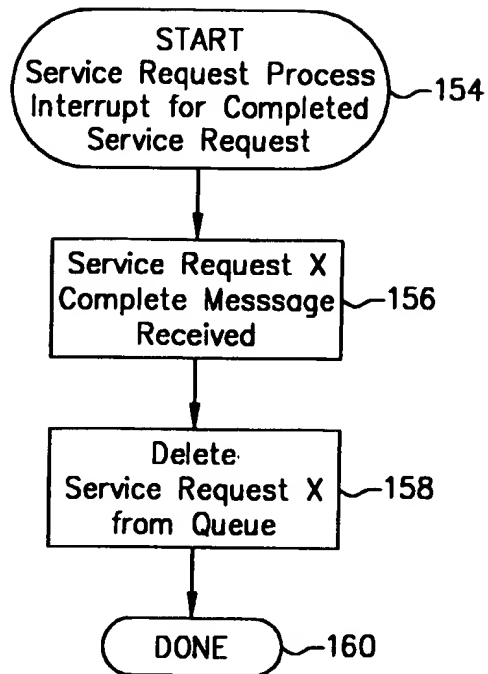 START
Service Request Process
Interrupt for Completed
Service Request
154
Service Request X
Complete Messsage
Received
156
Delete
Service Request X
from Queue
158
DONE
160